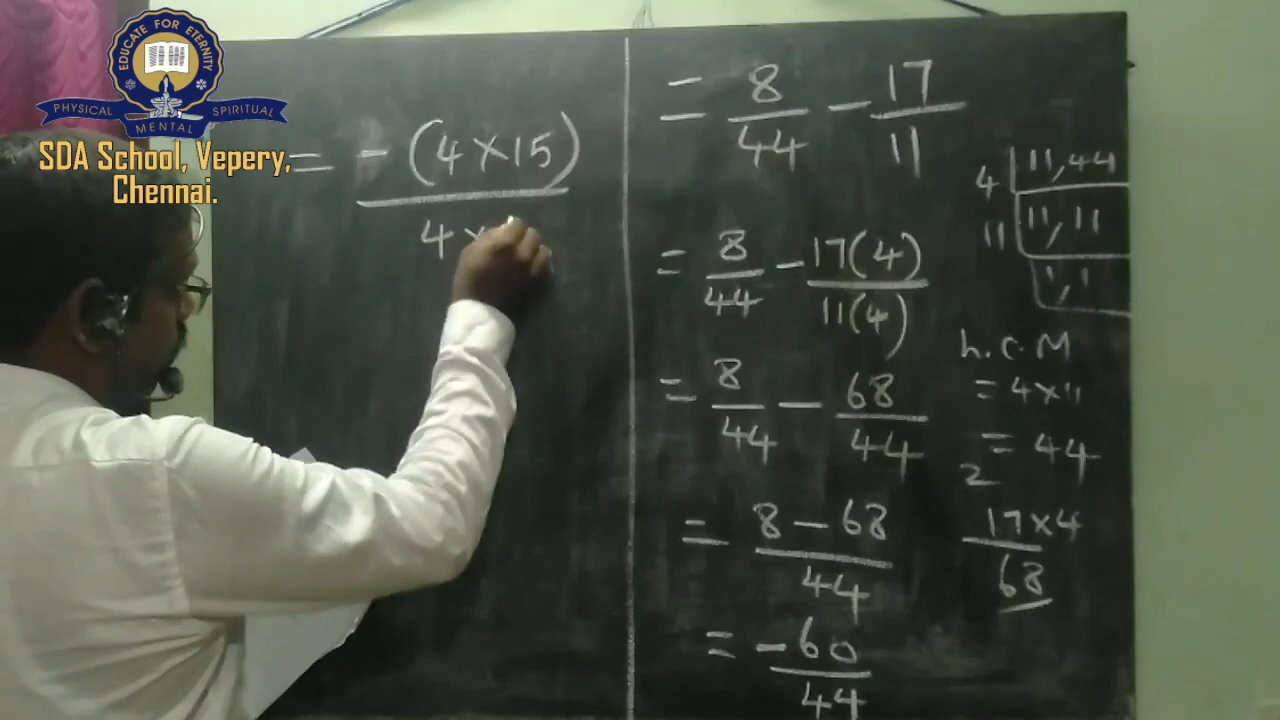 EDUCATE FOR ETERNITY
PHYSICAL MENTAL SPIRITUAL
SDA School, Vepery,
Chennai.
= -(4×15)
4×
= 8/44 - 17/11
= 8/44 - 17(4)/11(4)
= 8/44 - 68/44
= 8 - 68/44
= -60/44
4 | 11,44
11 | 11,11
1,1
L.C.M
= 4×11
= 44
2
17×4
68